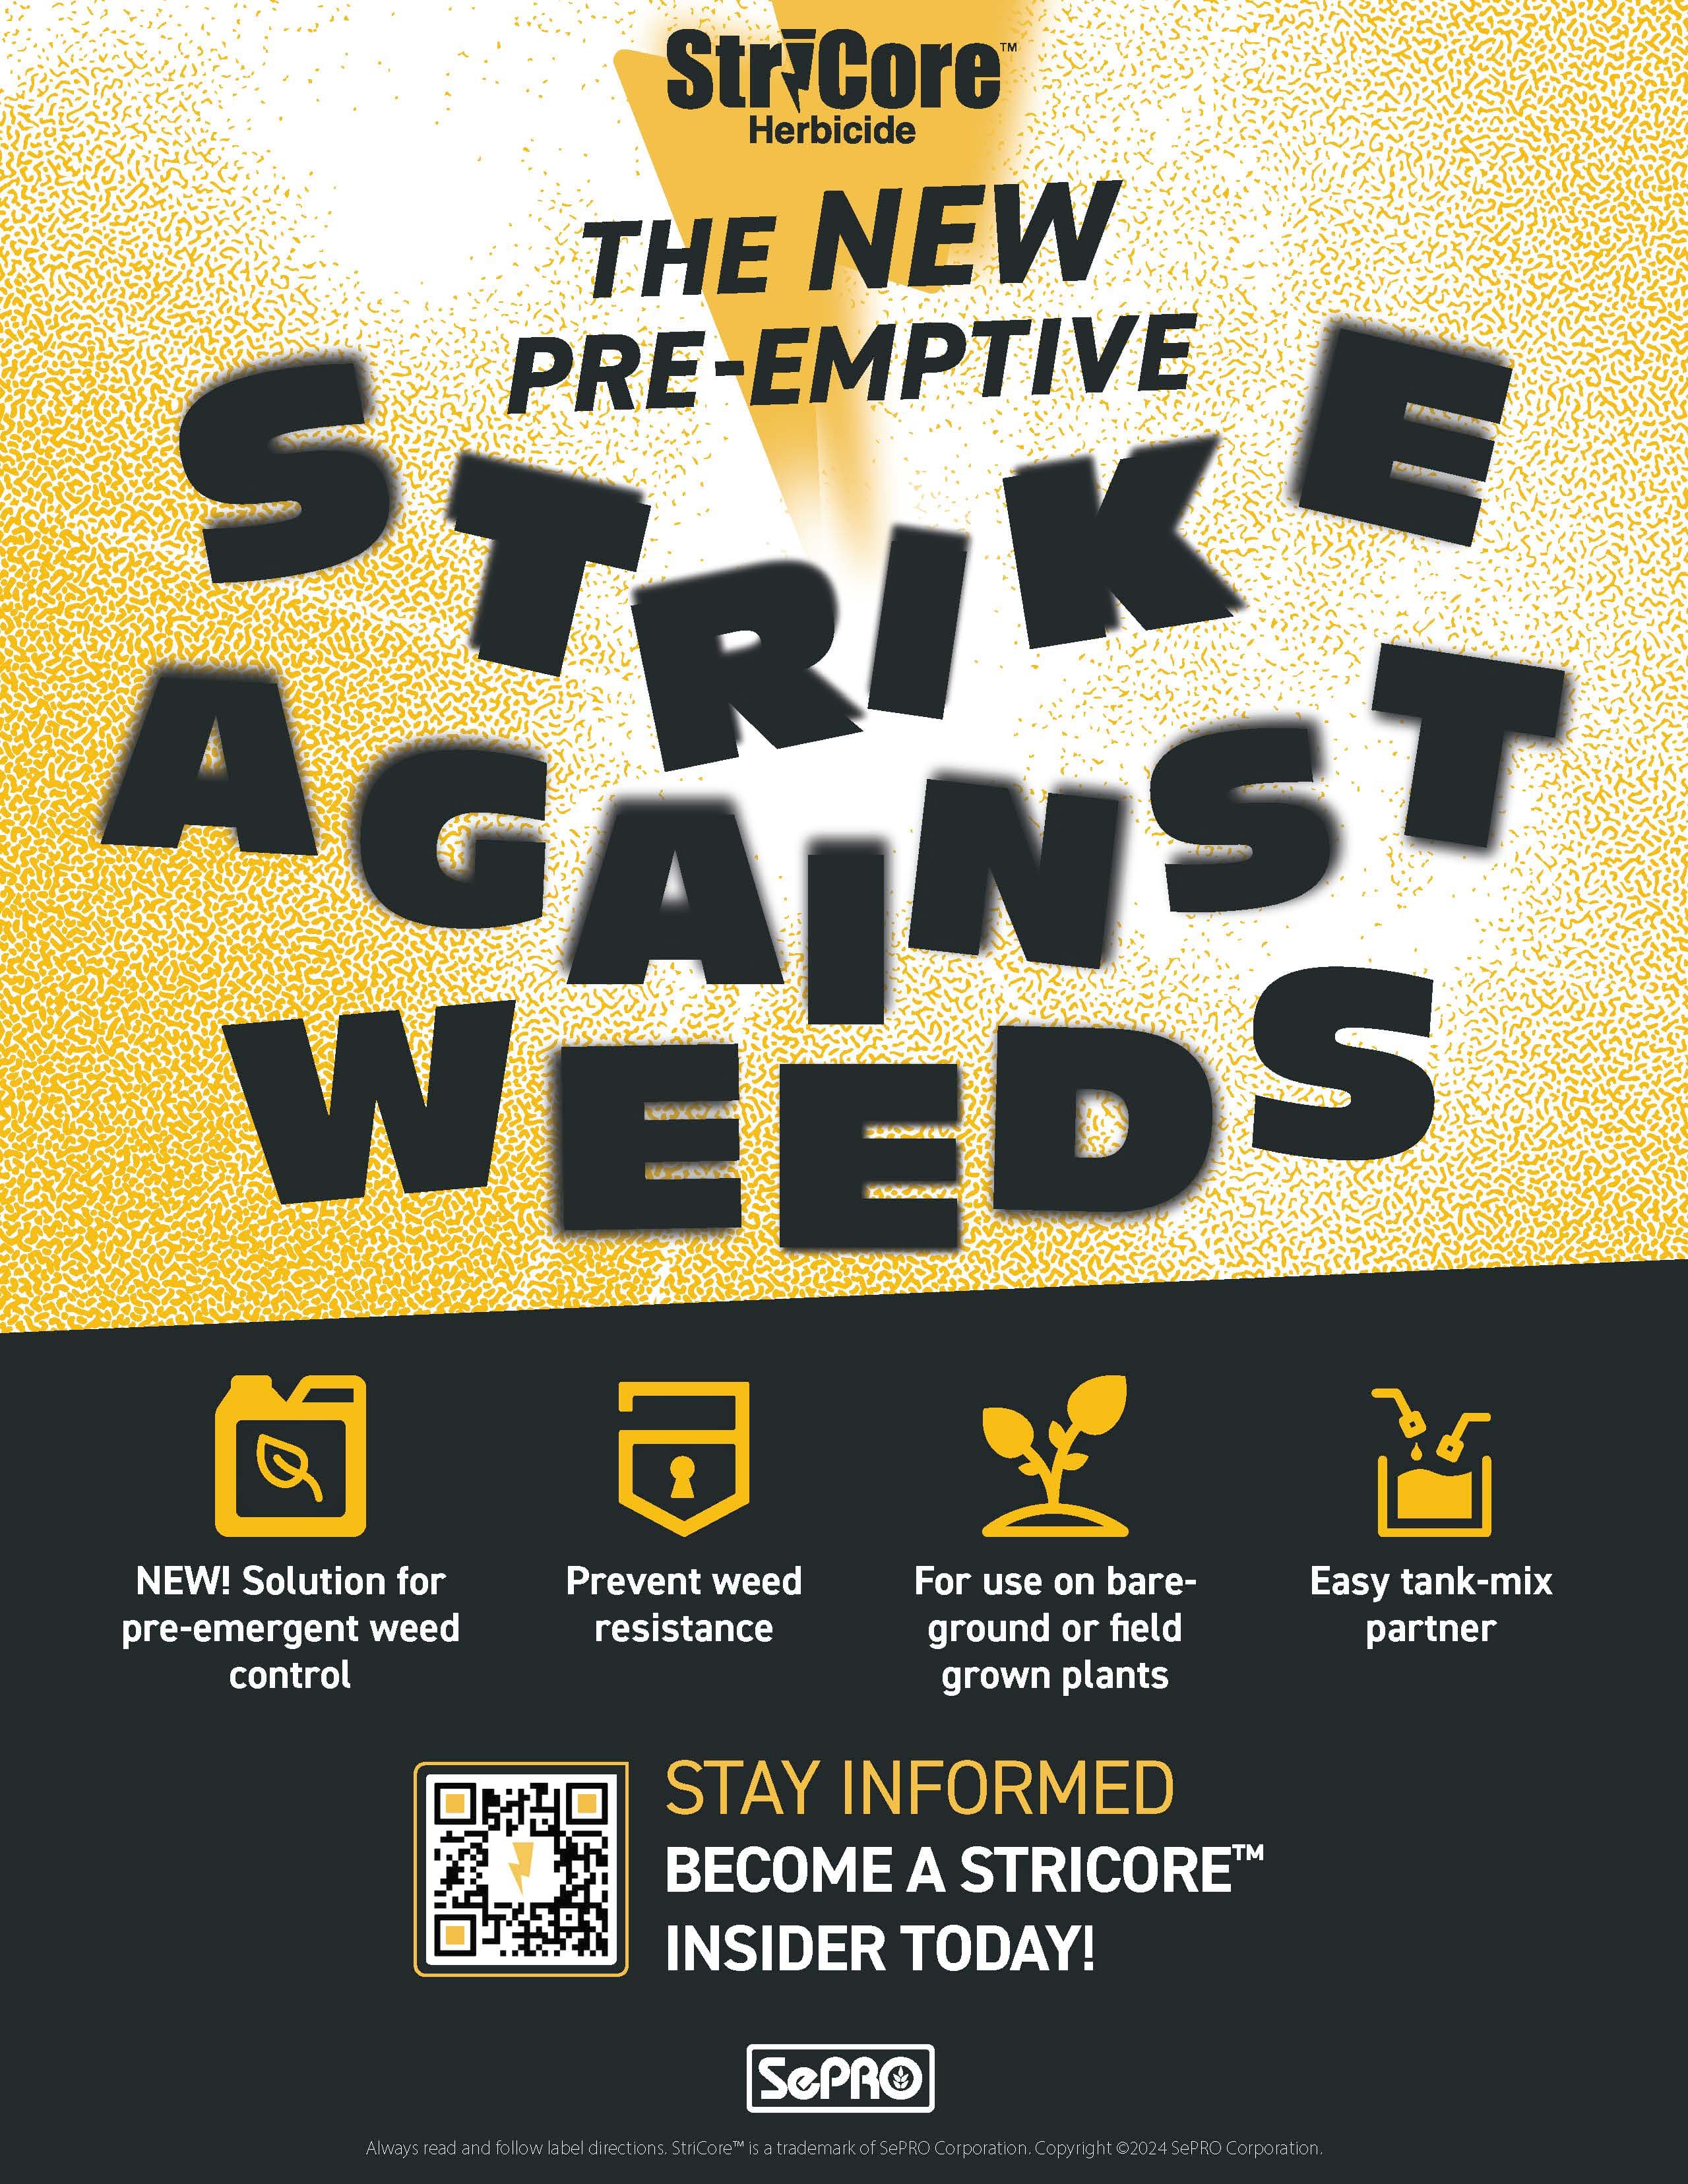 StriCore™
Herbicide
THE NEW
PRE-EMPTIVE
STRIKE
AGAINST
WEEDS
NEW! Solution for
pre-emergent weed
control
Prevent weed
resistance
For use on bare-
ground or field
grown plants
Easy tank-mix
partner
STAY INFORMED
BECOME A STRICORE™
INSIDER TODAY!
SePRO
Always read and follow label directions. StriCore™ is a trademark of SePRO Corporation. Copyright ©2024 SePRO Corporation.